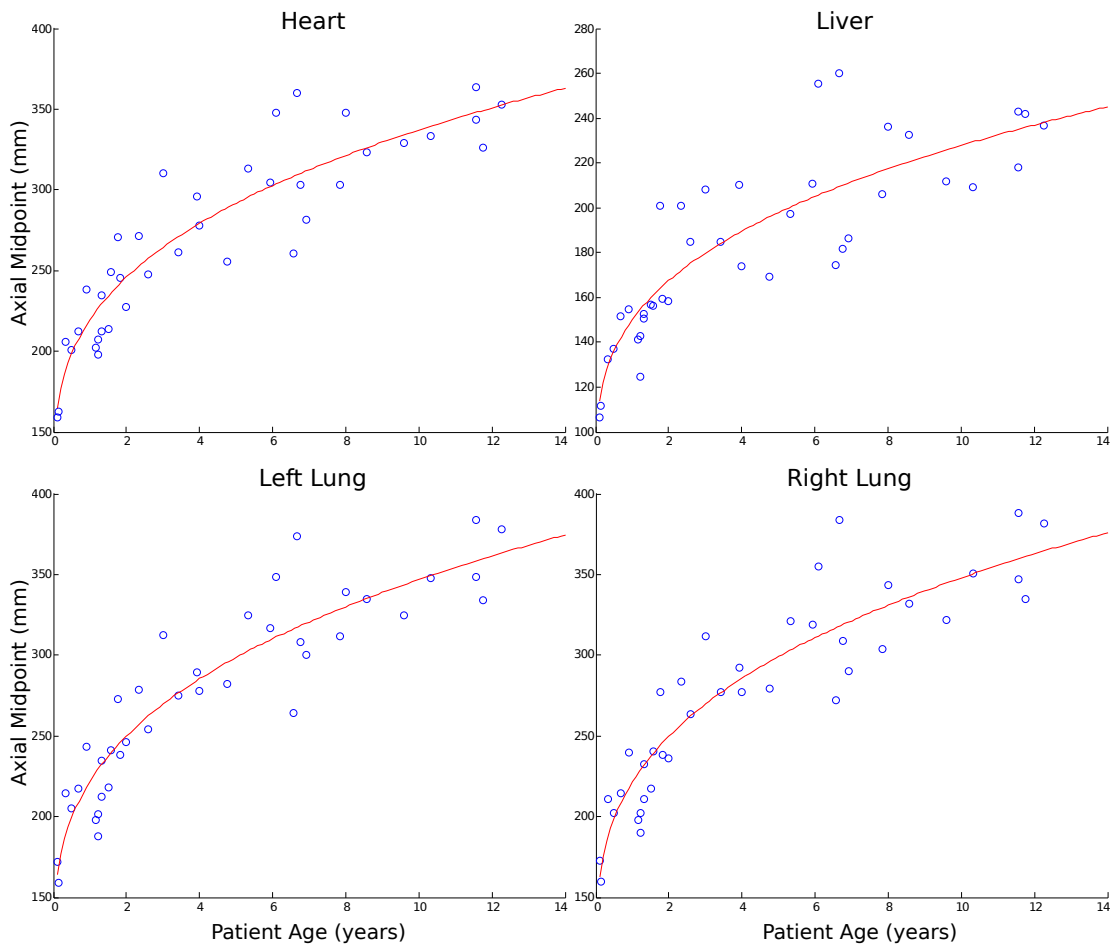 Heart
Liver
Axial Midpoint (mm)
400
350
300
250
200
150
0 2 4 6 8 10 12 14
280
260
240
220
200
180
160
140
120
100
0 2 4 6 8 10 12 14
Left Lung
Right Lung
Axial Midpoint (mm)
400
350
300
250
200
150
0 2 4 6 8 10 12 14
400
350
300
250
200
150
0 2 4 6 8 10 12 14
Patient Age (years)
Patient Age (years)